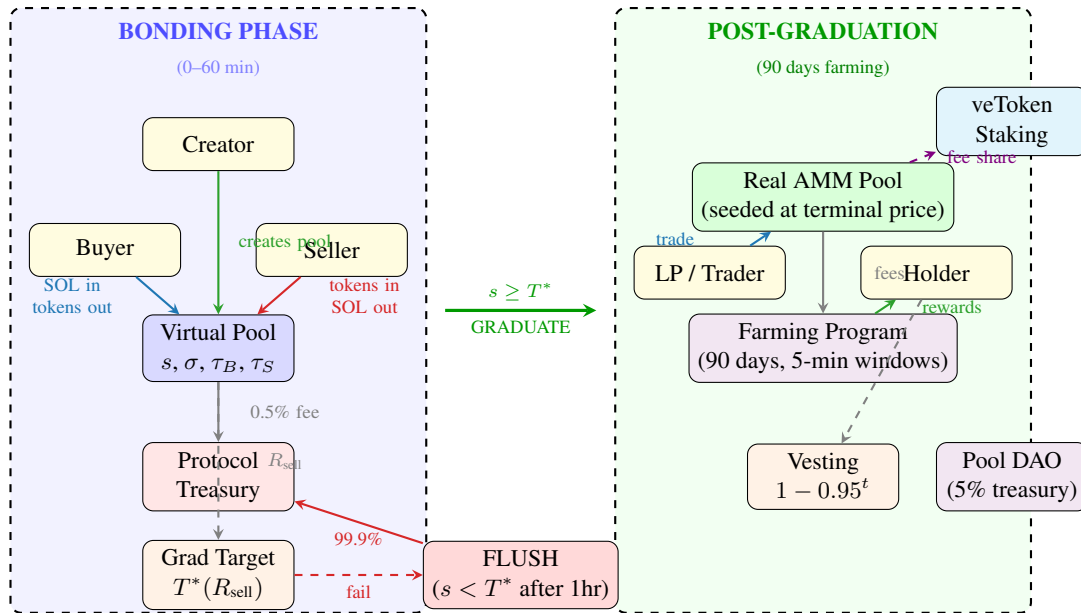 BONDING PHASE
(0–60 min)
Creator
Buyer
Seller
creates pool
SOL in
tokens out
tokens in
SOL out
Virtual Pool
s, σ, τ_B, τ_S
0.5% fee
Protocol
Treasury
R_sell
Grad Target
T*(R_sell)
99.9%
fail
FLUSH
(s < T* after 1hr)
s ≥ T*
GRADUATE
POST-GRADUATION
(90 days farming)
veToken
Staking
fee share
Real AMM Pool
(seeded at terminal price)
trade
LP / Trader
fees
Holder
rewards
Farming Program
(90 days, 5-min windows)
Vesting
1 − 0.95^t
Pool DAO
(5% treasury)